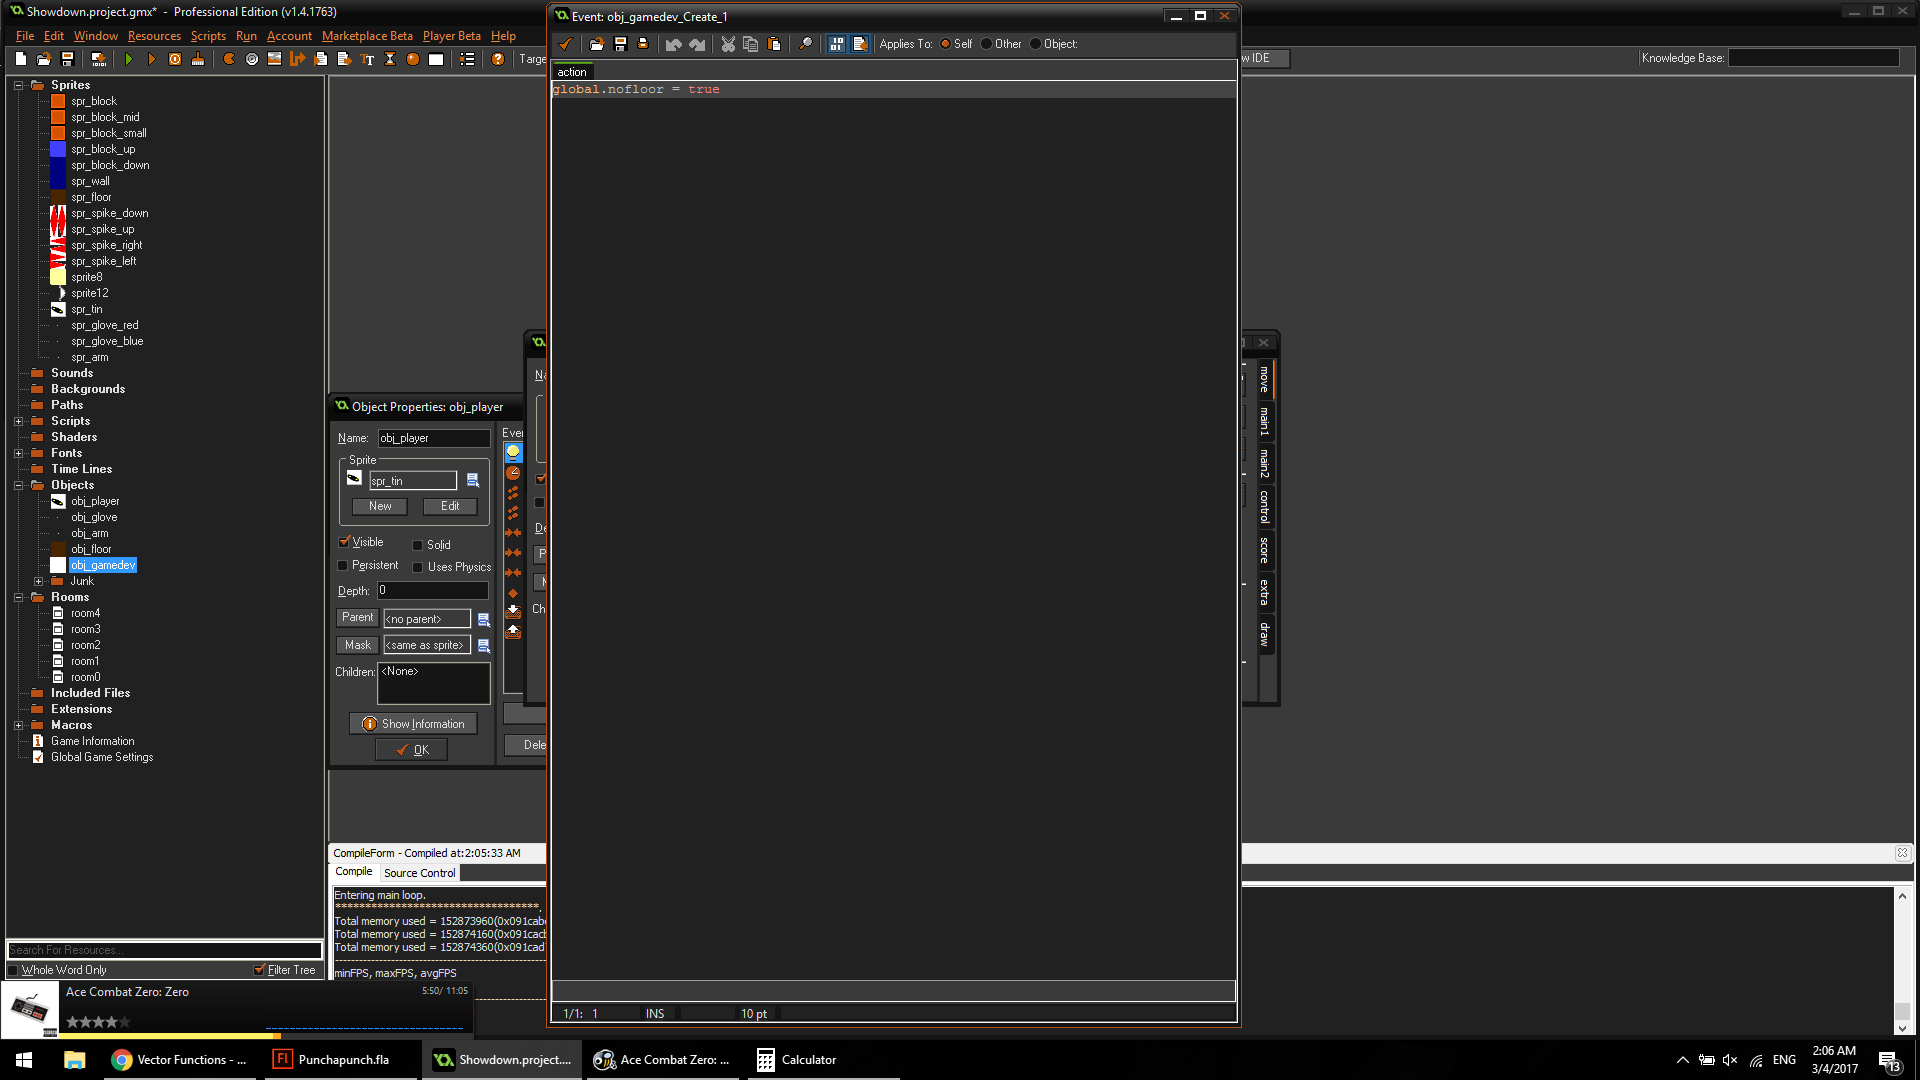 Showdown.project.gmx* - Professional Edition (v1.4.1763)
File Edit Window Resources Scripts Run Account Marketplace Beta Player Beta Help
Targe
w IDE
Knowledge Base:
Sprites
spr_block
spr_block_mid
spr_block_small
spr_block_up
spr_block_down
spr_wall
spr_floor
spr_spike_down
spr_spike_up
spr_spike_right
spr_spike_left
sprite8
sprite12
spr_tin
spr_glove_red
spr_glove_blue
spr_arm
Sounds
Backgrounds
Paths
Scripts
Shaders
Fonts
Time Lines
Objects
obj_player
obj_glove
obj_arm
obj_floor
obj_gamedev
Junk
Rooms
room4
room3
room2
room1
room0
Included Files
Extensions
Macros
Game Information
Global Game Settings
Search For Resources...
Whole Word Only Filter Tree
Event: obj_gamedev_Create_1
Applies To: Self Other Object:
action
global.nofloor = true
1/1: 1 INS 10 pt
Object Properties: obj_player
Name: obj_player
Sprite
spr_tin
New Edit
Visible Solid
Persistent Uses Physics
Depth: 0
Parent <no parent>
Mask <same as sprite>
Children: <None>
Show Information
OK
Ever
Dele
Na
De
P
M
Ch
move
main1
main2
control
score
extra
draw
CompileForm - Compiled at:2:05:33 AM
Compile Source Control
Entering main loop.
Total memory used = 152873960(0x091cab
Total memory used = 152874160(0x091cac
Total memory used = 152874360(0x091cad
minFPS, maxFPS, avgFPS
Ace Combat Zero: Zero
5:50/ 11:05
Vector Functions - ...
Punchapunch.fla
Showdown.project....
Ace Combat Zero: ...
Calculator
ENG
2:06 AM
3/4/2017
13